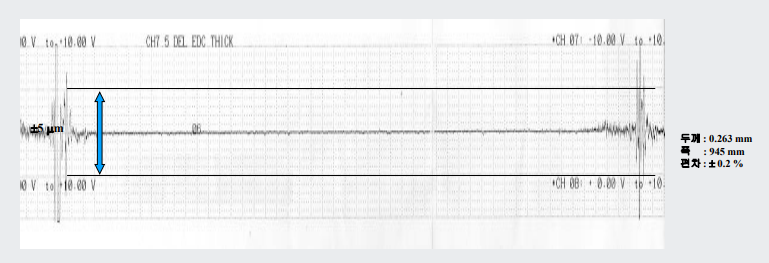 0 V to +10.00 V CH7.5 DEL EDC THICK +CH 07: -10.00 V to +10.
±5 μm
06
두께 : 0.263 mm
폭 : 945 mm
편차 : ± 0.2 %
0 V to +10.00 V +CH 08: + 0.00 V to +10.